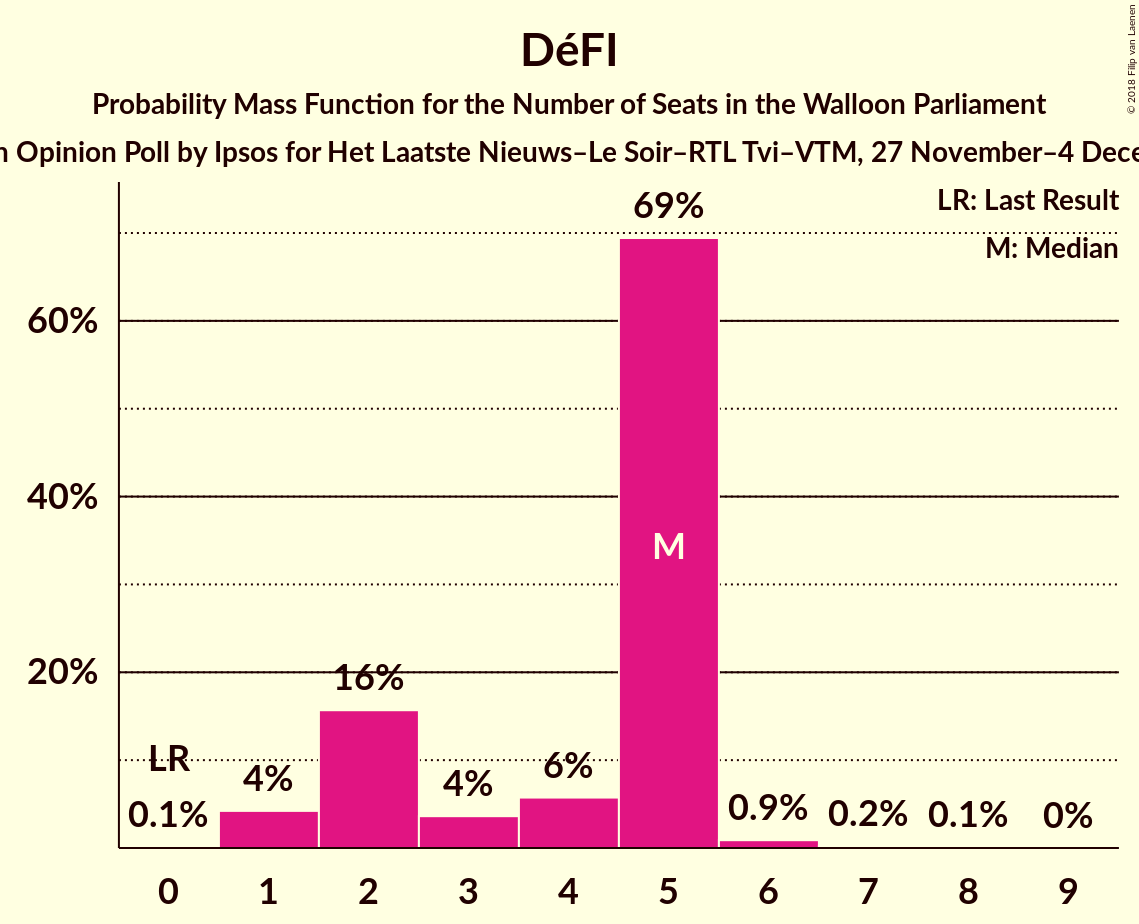 DéFI
Probability Mass Function for the Number of Seats in the Walloon Parliament
Opinion Poll by Ipsos for Het Laatste Nieuws–Le Soir–RTL Tvi–VTM, 27 November–4
© 2018 Filip van Laenen
LR: Last Result
M: Median
69%
60%
40%
M
20%
16%
LR
4%
4%
6%
0.1%
0.9%
0.2%
0.1%
0%
0 1 2 3 4 5 6 7 8 9